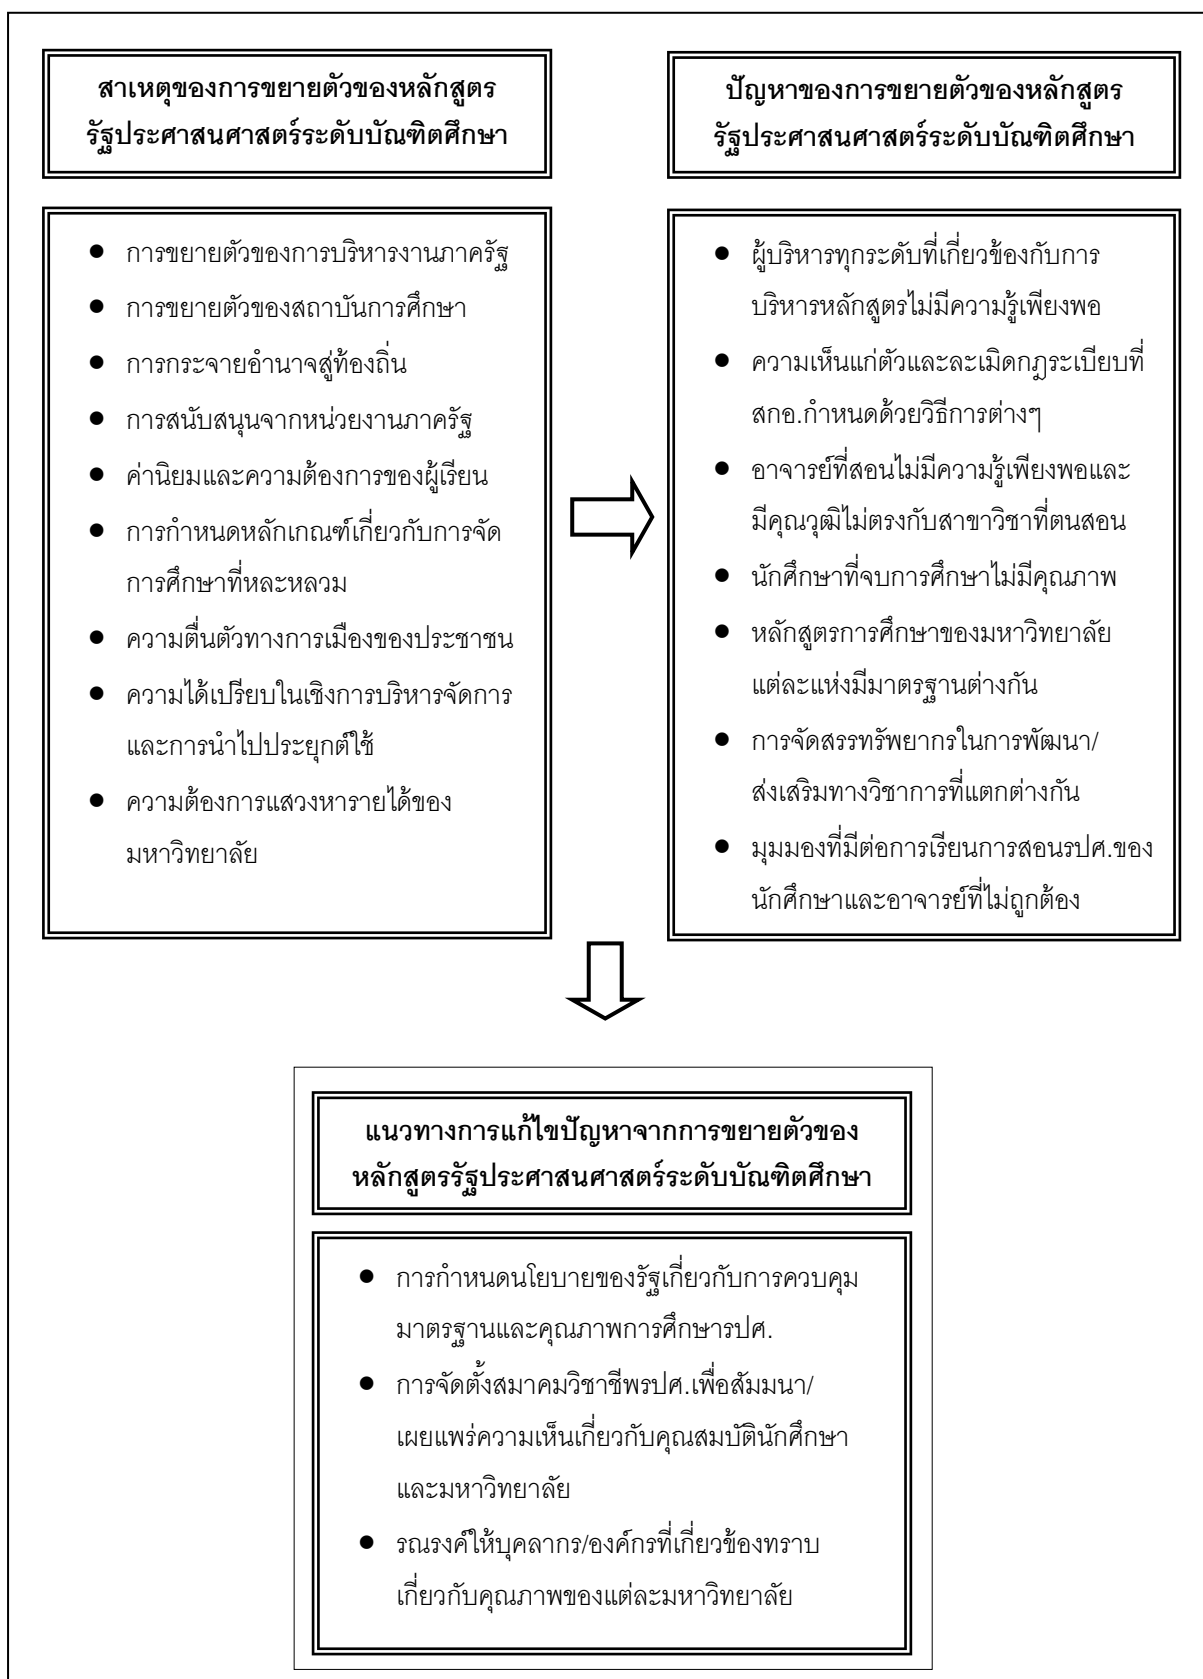 สาเหตุของการขยายตัวของหลักสูตร
รัฐประศาสนศาสตร์ระดับบัณฑิตศึกษา
● การขยายตัวของการบริหารงานภาครัฐ
● การขยายตัวของสถาบันการศึกษา
● การกระจายอำนาจสู่ท้องถิ่น
● การสนับสนุนจากหน่วยงานภาครัฐ
● ค่านิยมและความต้องการของผู้เรียน
● การกำหนดหลักเกณฑ์เกี่ยวกับการจัด
การศึกษาที่หละหลวม
● ความตื่นตัวทางการเมืองของประชาชน
● ความได้เปรียบในเชิงการบริหารจัดการ
และการนำไปประยุกต์ใช้
● ความต้องการแสวงหารายได้ของ
มหาวิทยาลัย
ปัญหาของการขยายตัวของหลักสูตร
รัฐประศาสนศาสตร์ระดับบัณฑิตศึกษา
● ผู้บริหารทุกระดับที่เกี่ยวข้องกับการ
บริหารหลักสูตรไม่มีความรู้เพียงพอ
● ความเห็นแก่ตัวและละเมิดกฎระเบียบที่
สกอ.กำหนดด้วยวิธีการต่างๆ
● อาจารย์ที่สอนไม่มีความรู้เพียงพอและ
มีคุณวุฒิไม่ตรงกับสาขาวิชาที่ตนสอน
● นักศึกษาที่จบการศึกษาไม่มีคุณภาพ
● หลักสูตรการศึกษาของมหาวิทยาลัย
แต่ละแห่งมีมาตรฐานต่างกัน
● การจัดสรรทรัพยากรในการพัฒนา/
ส่งเสริมทางวิชาการที่แตกต่างกัน
● มุมมองที่มีต่อการเรียนการสอนรปศ.ของ
นักศึกษาและอาจารย์ที่ไม่ถูกต้อง
แนวทางการแก้ไขปัญหาจากการขยายตัวของ
หลักสูตรรัฐประศาสนศาสตร์ระดับบัณฑิตศึกษา
● การกำหนดนโยบายของรัฐเกี่ยวกับการควบคุม
มาตรฐานและคุณภาพการศึกษารปศ.
● การจัดตั้งสมาคมวิชาชีพรปศ.เพื่อสัมมนา/
เผยแพร่ความเห็นเกี่ยวกับคุณสมบัตินักศึกษา
และมหาวิทยาลัย
● รณรงค์ให้บุคลากร/องค์กรที่เกี่ยวข้องทราบ
เกี่ยวกับคุณภาพของแต่ละมหาวิทยาลัย